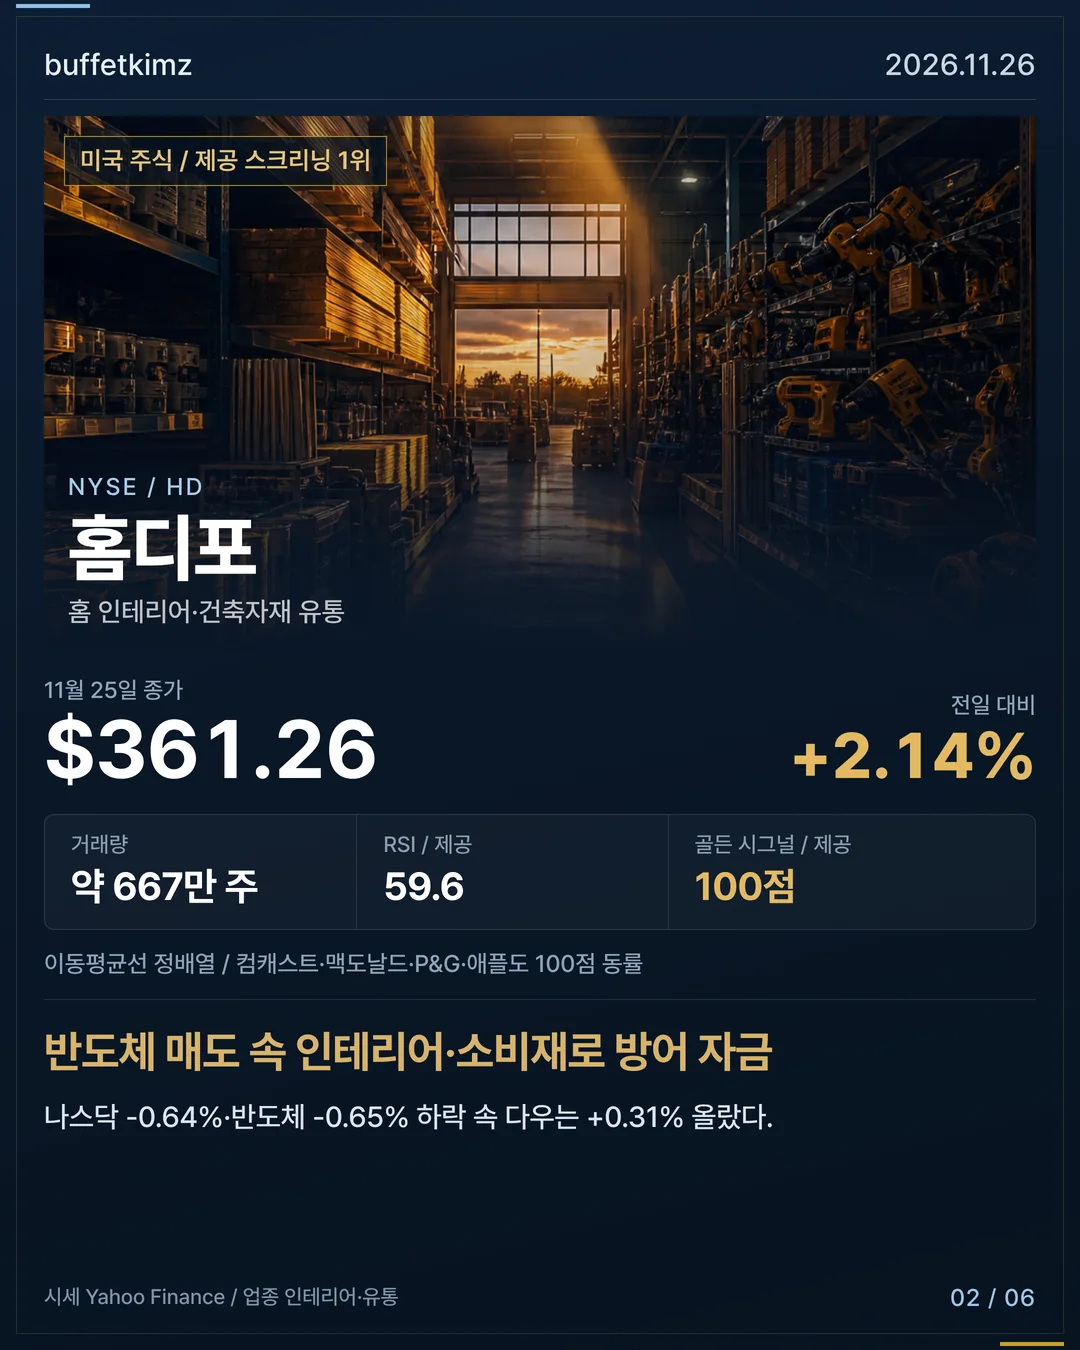 buffetkimz
2026.11.26
미국 주식 / 제공 스크리닝 1위
NYSE / HD
홈디포
홈 인테리어·건축자재 유통
11월 25일 종가
$361.26
전일 대비
+2.14%
거래량
약 667만 주
RSI / 제공
59.6
골든 시그널 / 제공
100점
이동평균선 정배열 / 컴캐스트·맥도날드·P&G·애플도 100점 동률
반도체 매도 속 인테리어·소비재로 방어 자금
나스닥 -0.64%·반도체 -0.65% 하락 속 다우는 +0.31% 올랐다.
시세 Yahoo Finance / 업종 인테리어·유통
02 / 06